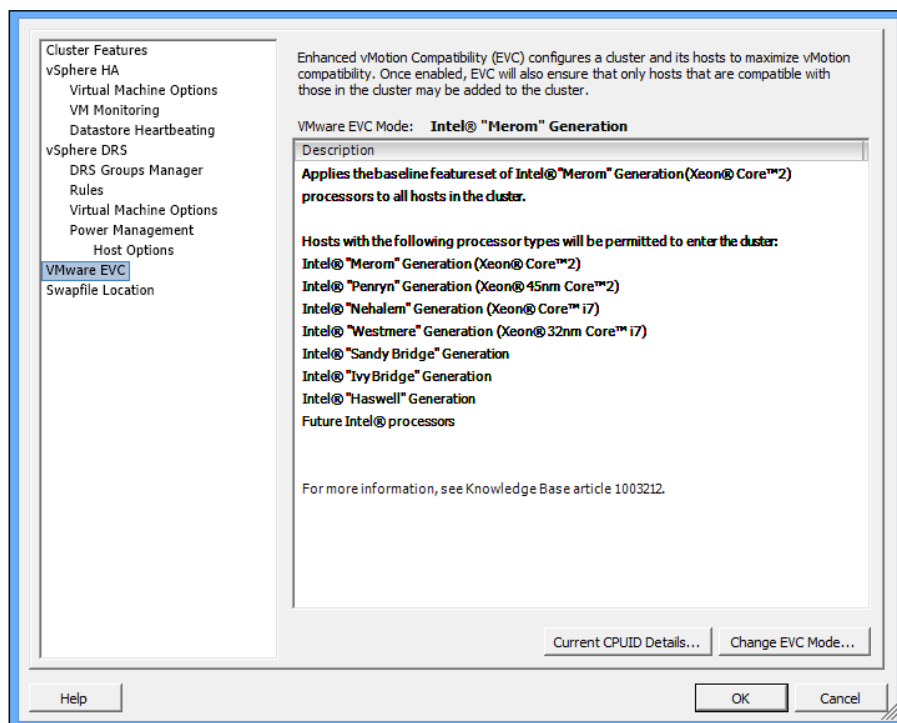 Cluster Features
vSphere HA
Virtual Machine Options
VM Monitoring
Datastore Heartbeating
vSphere DRS
DRS Groups Manager
Rules
Virtual Machine Options
Power Management
Host Options
VMware EVC
Swapfile Location
Enhanced vMotion Compatibility (EVC) configures a cluster and its hosts to maximize vMotion
compatibility. Once enabled, EVC will also ensure that only hosts that are compatible with
those in the cluster may be added to the cluster.
VMware EVC Mode: Intel® "Merom" Generation
Description
Applies the baseline feature set of Intel® "Merom" Generation (Xeon® Core™2)
processors to all hosts in the cluster.
Hosts with the following processor types will be permitted to enter the cluster:
Intel® "Merom" Generation (Xeon® Core™2)
Intel® "Penryn" Generation (Xeon® 45nm Core™2)
Intel® "Nehalem" Generation (Xeon® Core™ i7)
Intel® "Westmere" Generation (Xeon® 32nm Core™ i7)
Intel® "Sandy Bridge" Generation
Intel® "Ivy Bridge" Generation
Intel® "Haswell" Generation
Future Intel® processors
For more information, see Knowledge Base article 1003212.
Current CPUID Details... Change EVC Mode...
Help OK Cancel